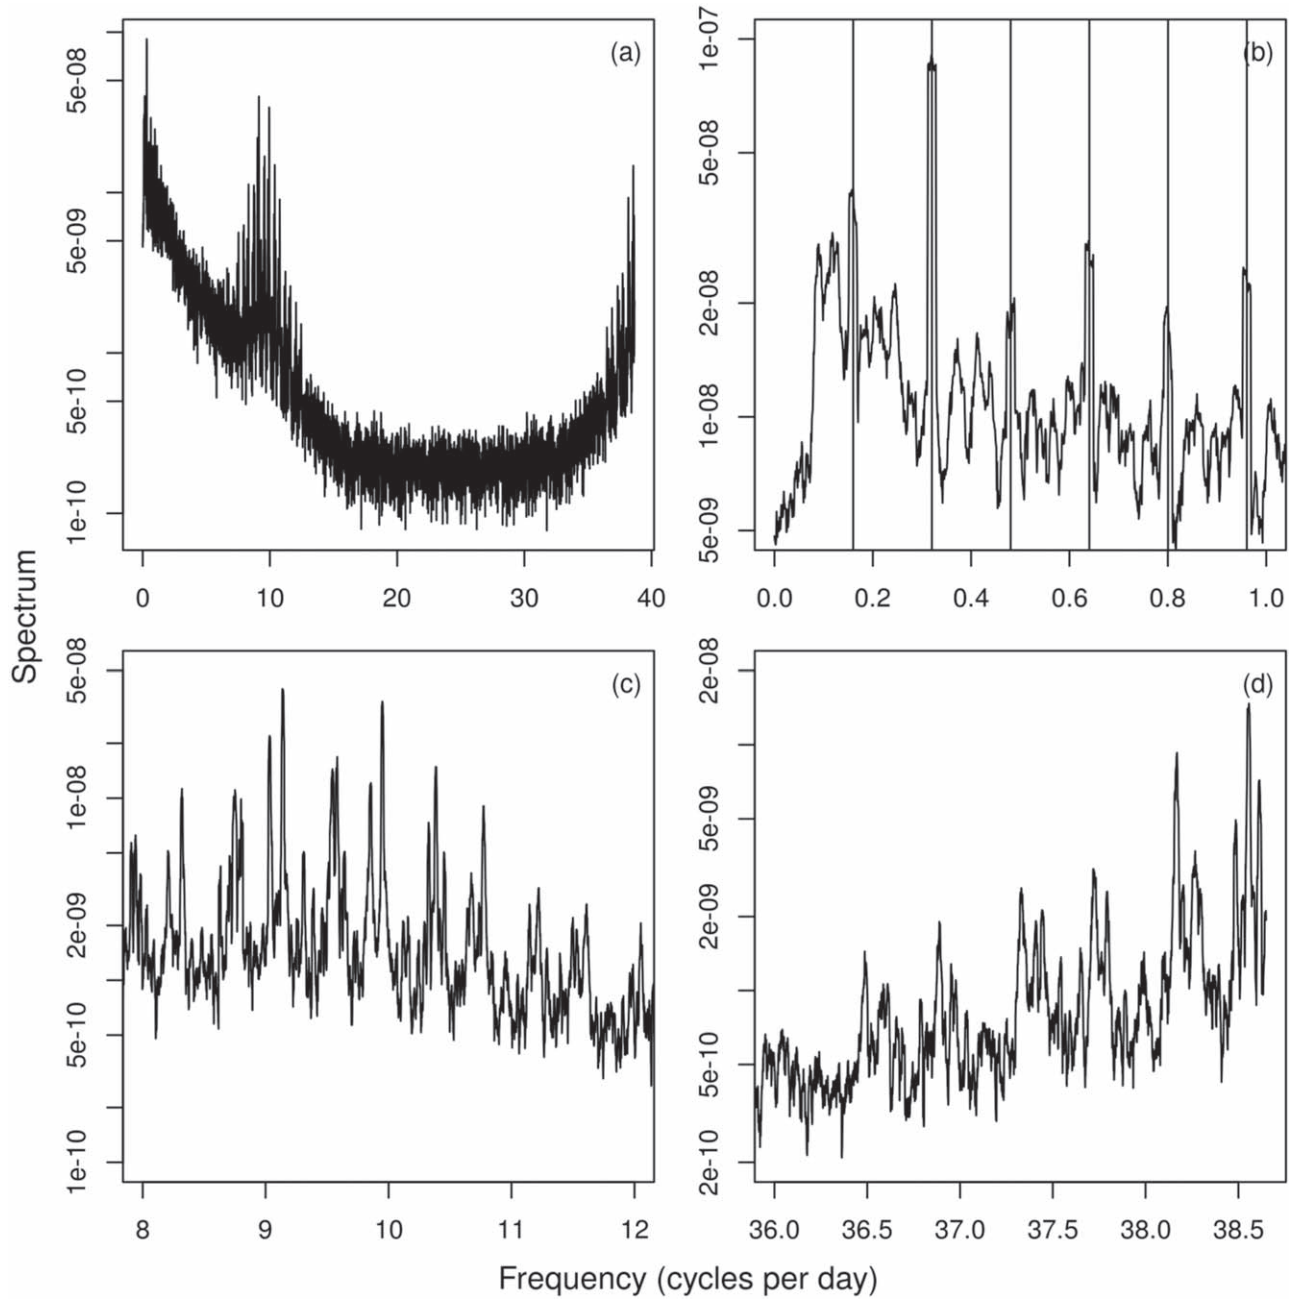 (a)
5e-08
5e-09
5e-10
1e-10
0 10 20 30 40
(b)
1e-07
5e-08
2e-08
1e-08
5e-09
0.0 0.2 0.4 0.6 0.8 1.0
Spectrum
(c)
5e-08
1e-08
2e-09
5e-10
1e-10
8 9 10 11 12
(d)
2e-08
5e-09
2e-09
5e-10
2e-10
36.0 36.5 37.0 37.5 38.0 38.5
Frequency (cycles per day)